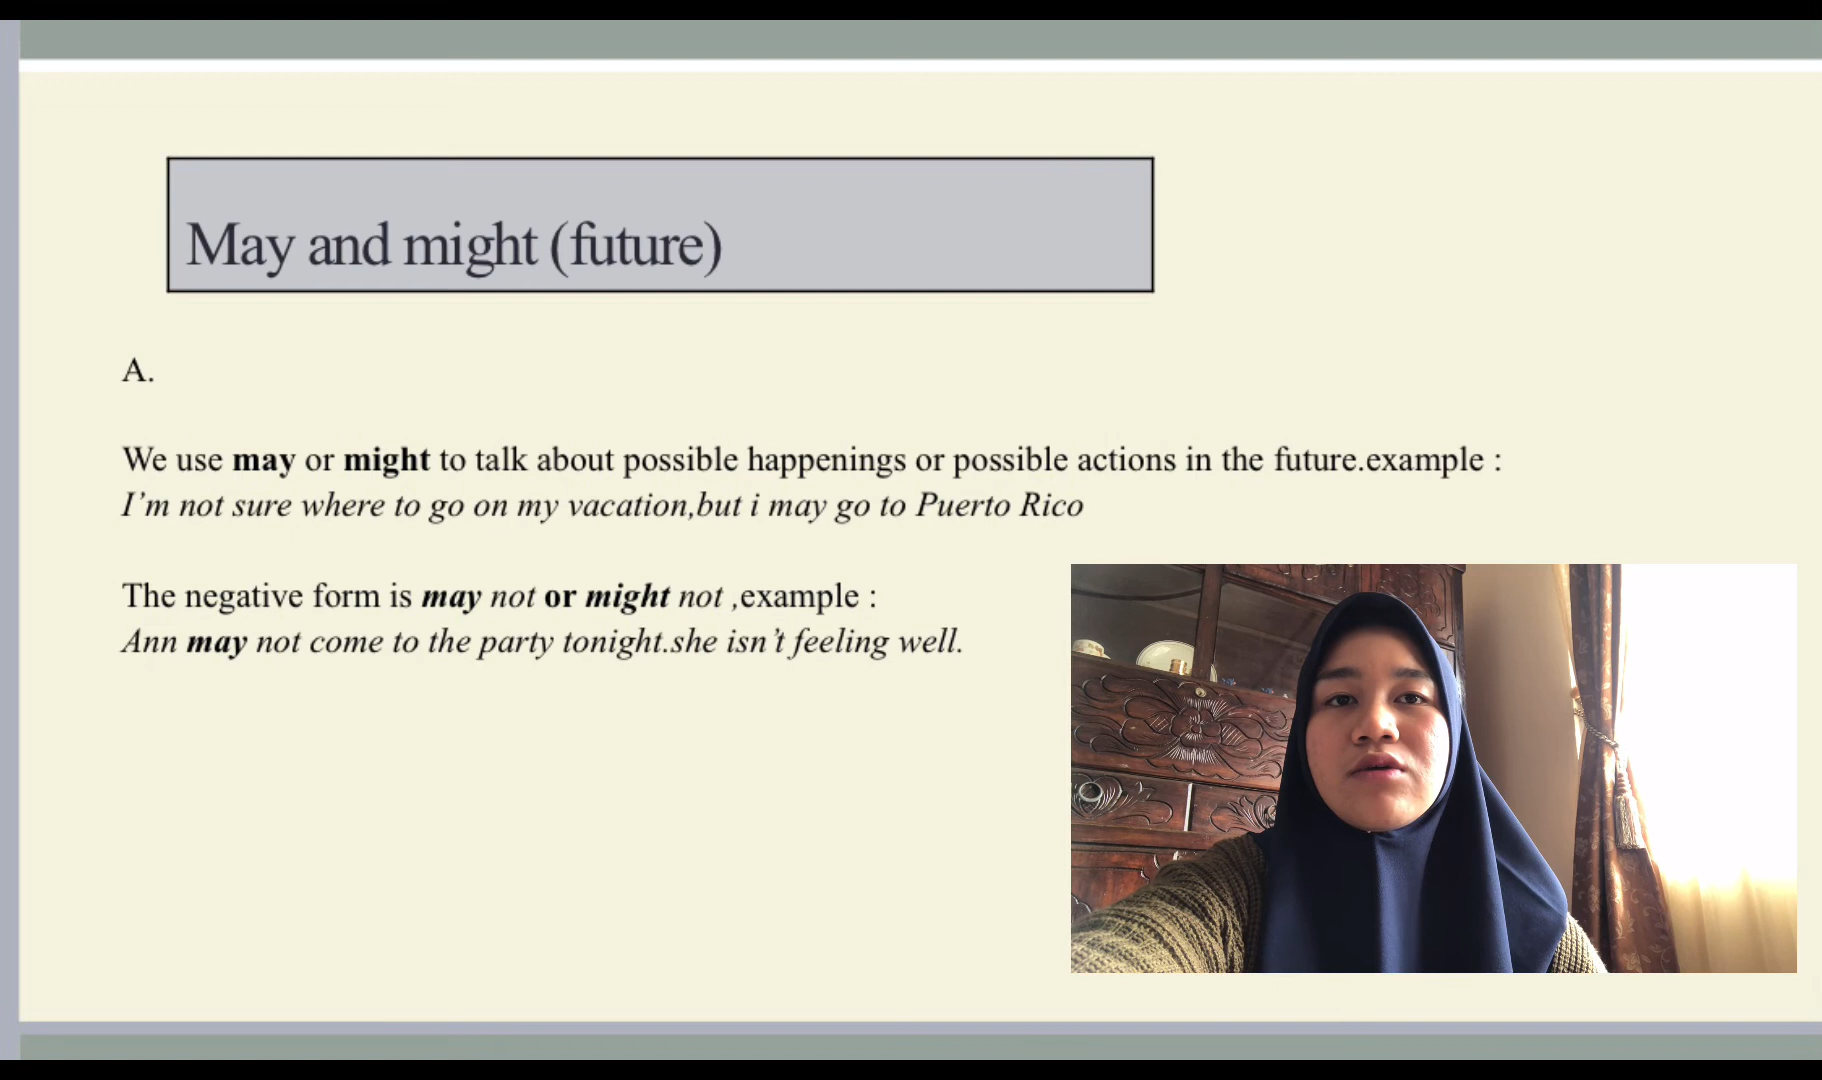 May and might (future)
A.
We use may or might to talk about possible happenings or possible actions in the future.example :
I’m not sure where to go on my vacation,but i may go to Puerto Rico
The negative form is may not or might not ,example :
Ann may not come to the party tonight.she isn’t feeling well.